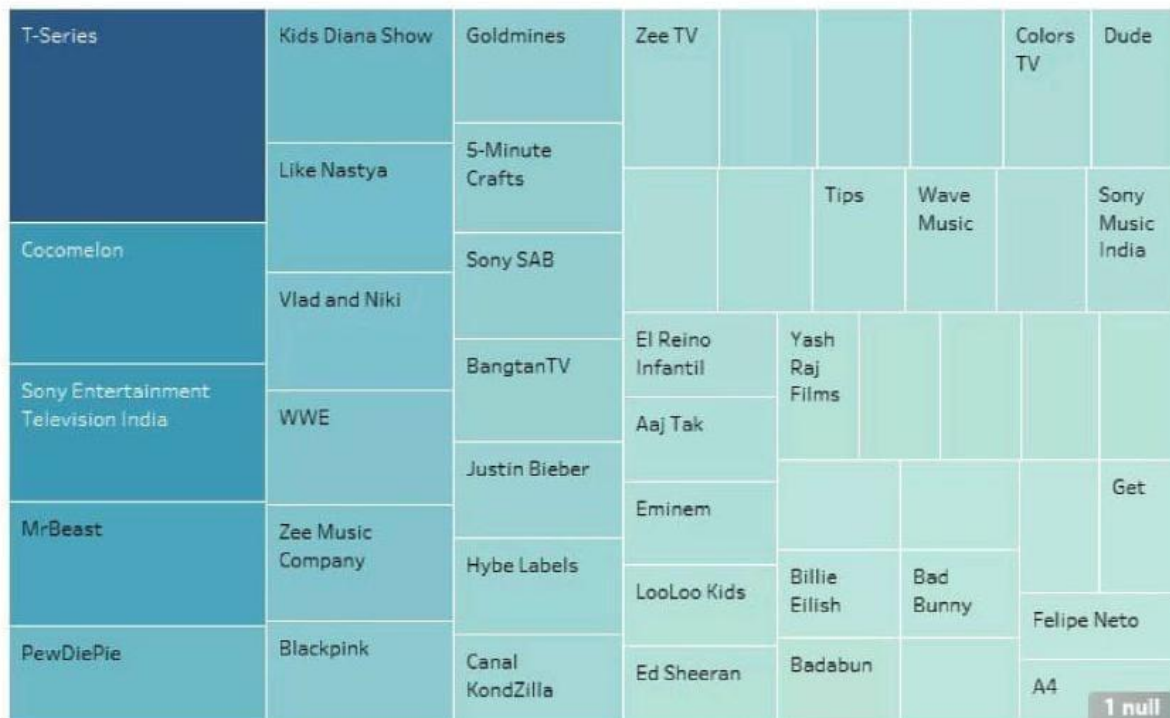 T-Series
Cocomelon
Sony Entertainment
Television India
MrBeast
PewDiePie
Kids Diana Show
Like Nastya
Vlad and Niki
WWE
Zee Music
Company
Blackpink
Goldmines
5-Minute
Crafts
Sony SAB
BangtanTV
Justin Bieber
Hybe Labels
Canal
KondZilla
Zee TV
Colors
TV
Dude
Tips
Wave
Music
Sony
Music
India
El Reino
Infantil
Aaj Tak
Eminem
LooLoo Kids
Ed Sheeran
Yash
Raj
Films
Get
Billie
Eilish
Bad
Bunny
Badabun
Felipe Neto
A4
1 null